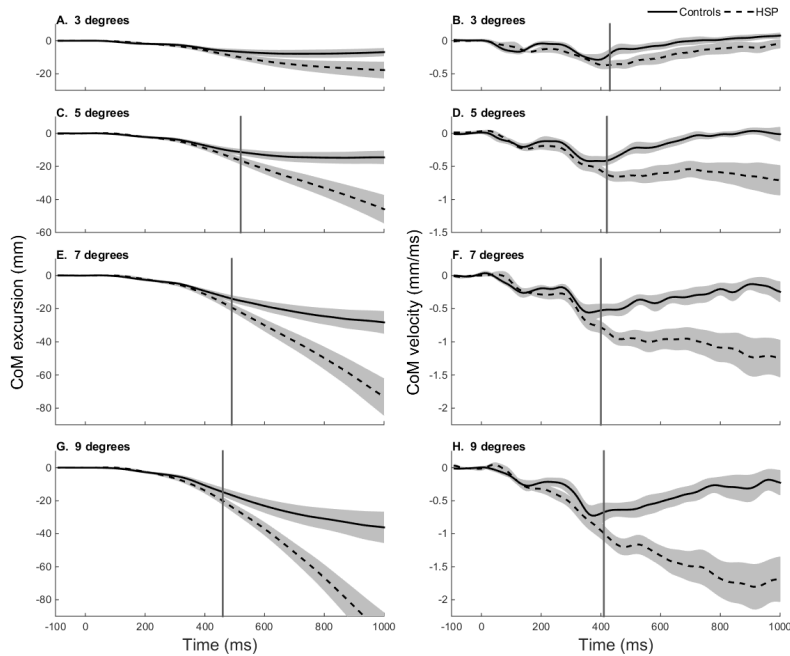 Controls HSP
A. 3 degrees
0
-20
B. 3 degrees
0
-0.5
C. 5 degrees
0
-20
-40
-60
D. 5 degrees
0
-0.5
-1
-1.5
E. 7 degrees
0
-20
-40
-60
-80
F. 7 degrees
0
-0.5
-1
-1.5
-2
G. 9 degrees
0
-20
-40
-60
-80
H. 9 degrees
0
-0.5
-1
-1.5
-2
CoM excursion (mm)
CoM velocity (mm/ms)
-100 0 200 400 600 800 1000
Time (ms)
-100 0 200 400 600 800 1000
Time (ms)